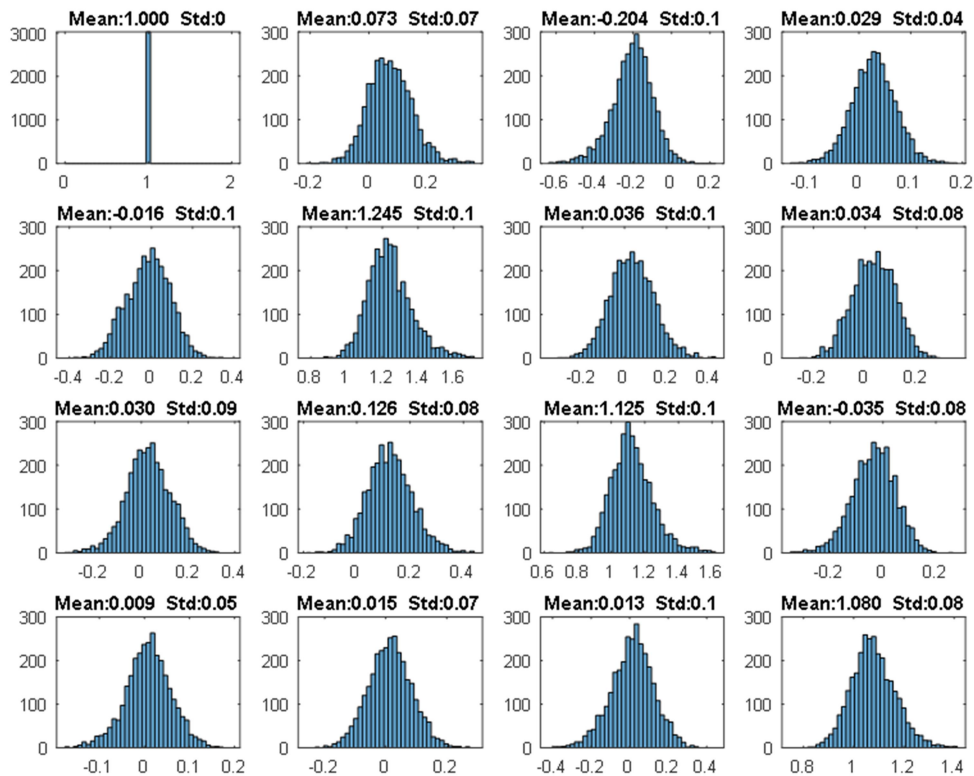 Mean:1.000 Std:0
Mean:0.073 Std:0.07
Mean:-0.204 Std:0.1
Mean:0.029 Std:0.04
3000
2000
1000
0
0 1 2
300
200
100
0
-0.2 0 0.2
300
200
100
0
-0.6 -0.4 -0.2 0 0.2
300
200
100
0
-0.1 0 0.1 0.2
Mean:-0.016 Std:0.1
Mean:1.245 Std:0.1
Mean:0.036 Std:0.1
Mean:0.034 Std:0.08
300
200
100
0
-0.4 -0.2 0 0.2 0.4
300
200
100
0
0.8 1 1.2 1.4 1.6
300
200
100
0
-0.2 0 0.2 0.4
300
200
100
0
-0.2 0 0.2
Mean:0.030 Std:0.09
Mean:0.126 Std:0.08
Mean:1.125 Std:0.1
Mean:-0.035 Std:0.08
300
200
100
0
-0.2 0 0.2 0.4
300
200
100
0
-0.2 0 0.2 0.4
300
200
100
0
0.6 0.8 1 1.2 1.4 1.6
300
200
100
0
-0.2 0 0.2
Mean:0.009 Std:0.05
Mean:0.015 Std:0.07
Mean:0.013 Std:0.1
Mean:1.080 Std:0.08
300
200
100
0
-0.1 0 0.1 0.2
300
200
100
0
-0.2 0 0.2
300
200
100
0
-0.4 -0.2 0 0.2 0.4
300
200
100
0
0.8 1 1.2 1.4